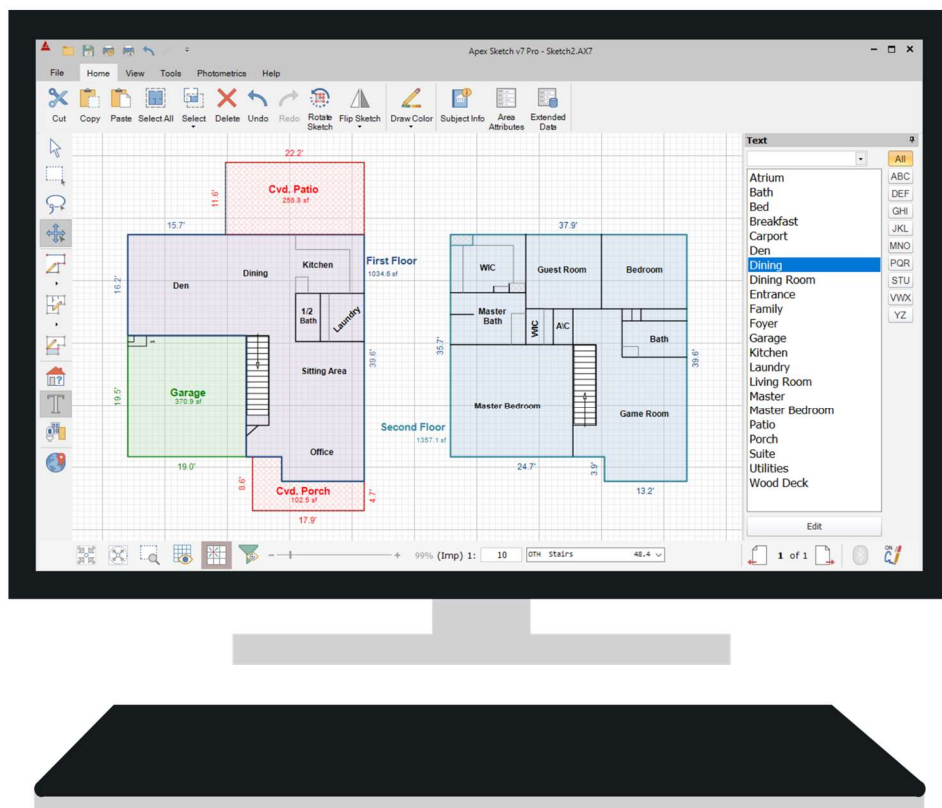 Apex Sketch v7 Pro - Sketch2.AX7
File Home View Tools Photometrics Help
Cut Copy Paste Select All Select Delete Undo Redo Rotate Sketch Flip Sketch Draw Color Subject Info Area Attributes Extended Data
22.2'
11.6'
Cvd. Patio
15.7'
16.2'
Den
Dining
Kitchen
First Floor
1034.6 sf
1/2
Bath
Laundry
39.6'
Sitting Area
19.5'
Garage
370.9 sf
19.0'
Office
8.6'
Cvd. Porch
102.5 sf
4.7'
17.9'
37.9'
WIC
Guest Room
Bedroom
Master
Bath
WIC
A\C
Bath
35.7'
39.6'
Master Bedroom
Game Room
Second Floor
1357.1 sf
24.7'
3.9'
13.2'
Text
All
ABC
DEF
GHI
JKL
MNO
PQR
STU
VWX
YZ
Atrium
Bath
Bed
Breakfast
Carport
Den
Dining
Dining Room
Entrance
Family
Foyer
Garage
Kitchen
Laundry
Living Room
Master
Master Bedroom
Patio
Porch
Suite
Utilities
Wood Deck
Edit
99% (Imp) 1: 10 OTH Stairs 48.4
1 of 1
ON